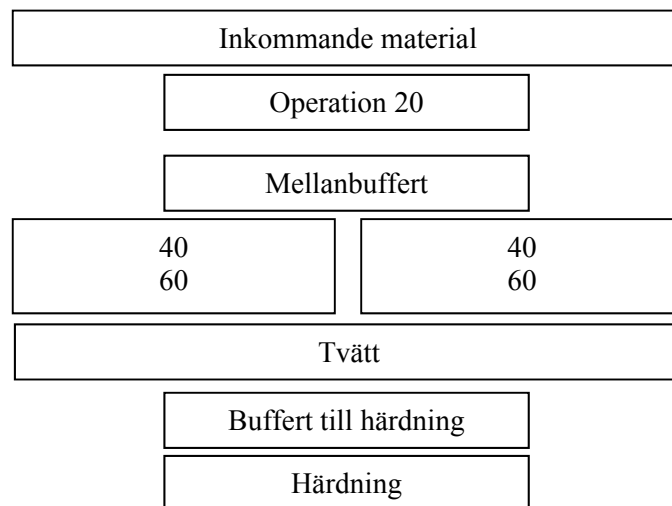 Inkommande material
Operation 20
Mellanbuffert
40
60
40
60
Tvätt
Buffert till härdning
Härdning